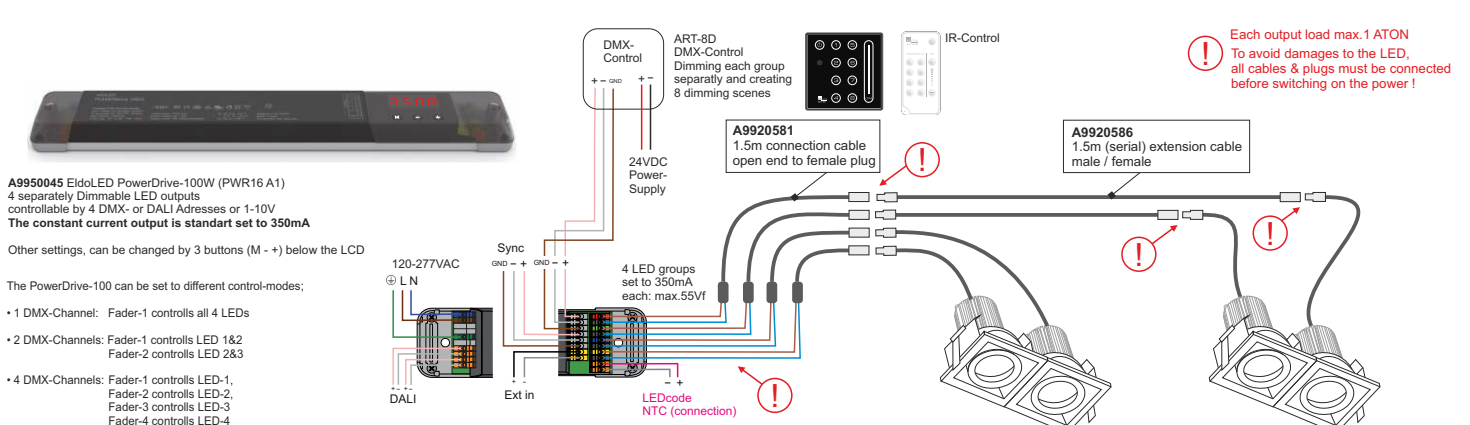 DMX-
Control
+ − GND
+ −
ART-8D
DMX-Control
Dimming each group
separatly and creating
8 dimming scenes
IR-Control
Each output load max.1 ATON
To avoid damages to the LED,
all cables & plugs must be connected
before switching on the power !
!
24VDC
Power-
Supply
A9920581
1.5m connection cable
open end to female plug
!
A9920586
1.5m (serial) extension cable
male / female
!
!
A9950045 EldoLED PowerDrive-100W (PWR16 A1)
4 separately Dimmable LED outputs
controllable by 4 DMX- or DALI Adresses or 1-10V
The constant current output is standart set to 350mA
Other settings, can be changed by 3 buttons (M - +) below the LCD
The PowerDrive-100 can be set to different control-modes;
• 1 DMX-Channel: Fader-1 controlls all 4 LEDs
• 2 DMX-Channels: Fader-1 controlls LED 1&2
Fader-2 controlls LED 2&3
• 4 DMX-Channels: Fader-1 controlls LED-1,
Fader-2 controlls LED-2,
Fader-3 controlls LED-3
Fader-4 controlls LED-4
120-277VAC
L N
+ - + -
DALI
Sync
GND − +
GND − +
4 LED groups
set to 350mA
each: max.55Vf
+ -
Ext in
− +
LEDcode
NTC (connection)
!